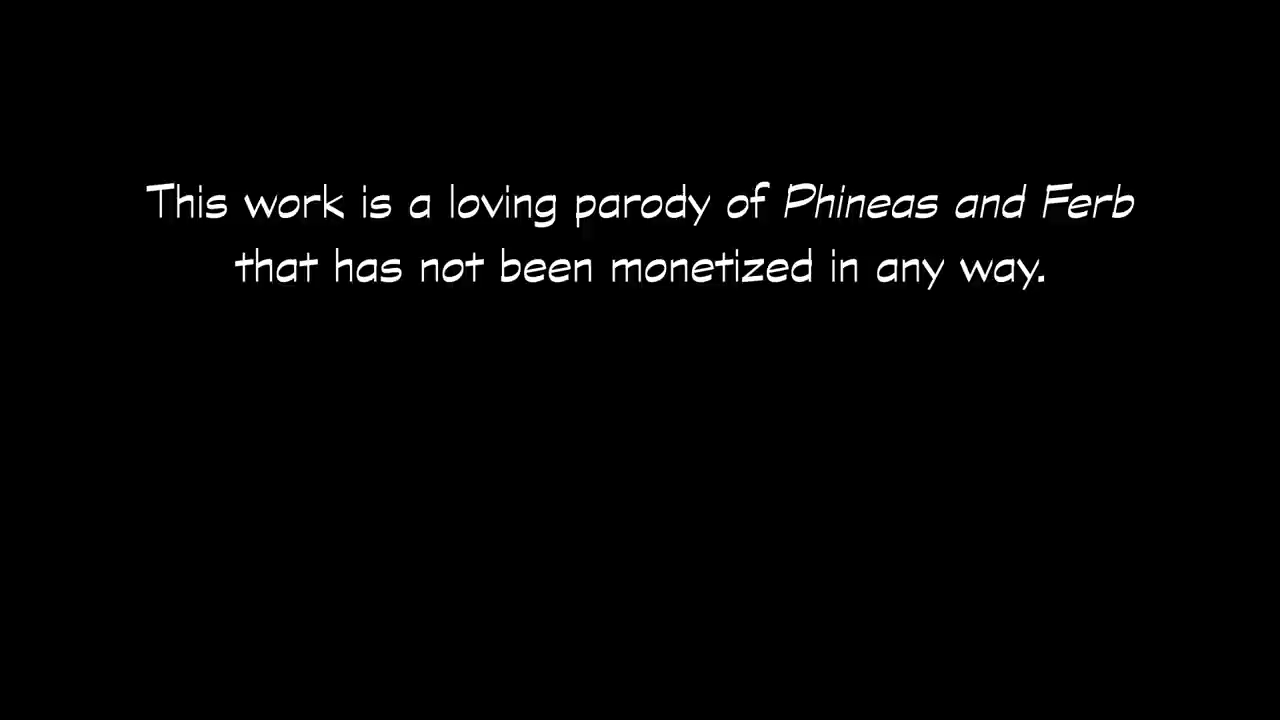 This work is a loving parody of Phineas and Ferb
that has not been monetized in any way.